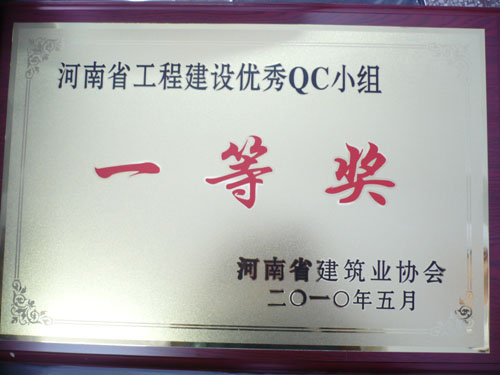 河南省工程建设优秀QC小组
一等奖
河南省建筑业协会
二〇一〇年五月